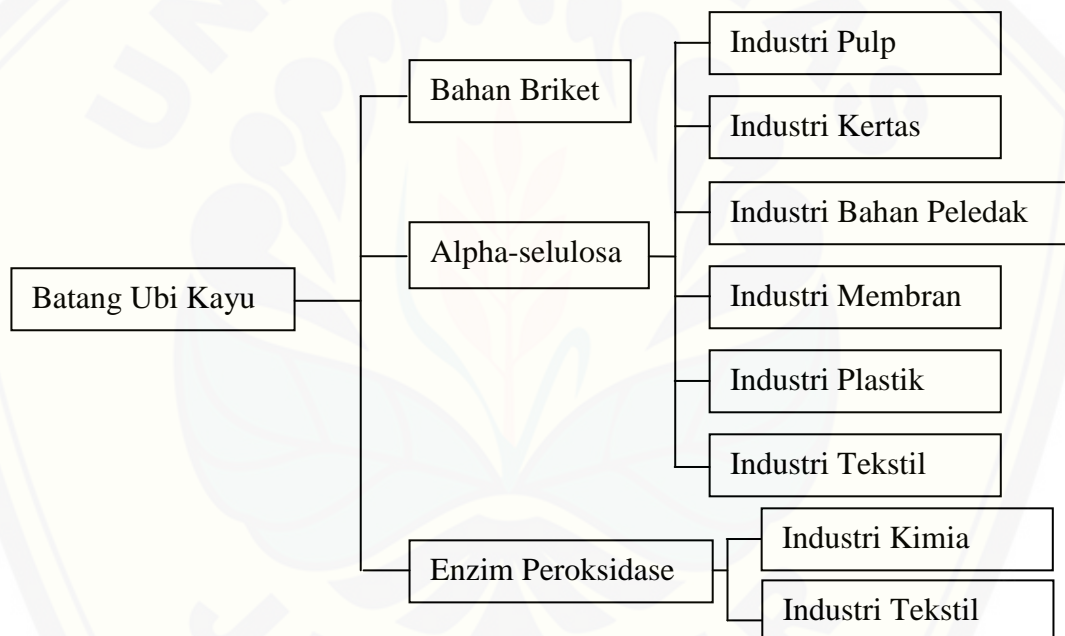 Batang Ubi Kayu
Bahan Briket
Alpha-selulosa
Industri Pulp
Industri Kertas
Industri Bahan Peledak
Industri Membran
Industri Plastik
Industri Tekstil
Enzim Peroksidase
Industri Kimia
Industri Tekstil